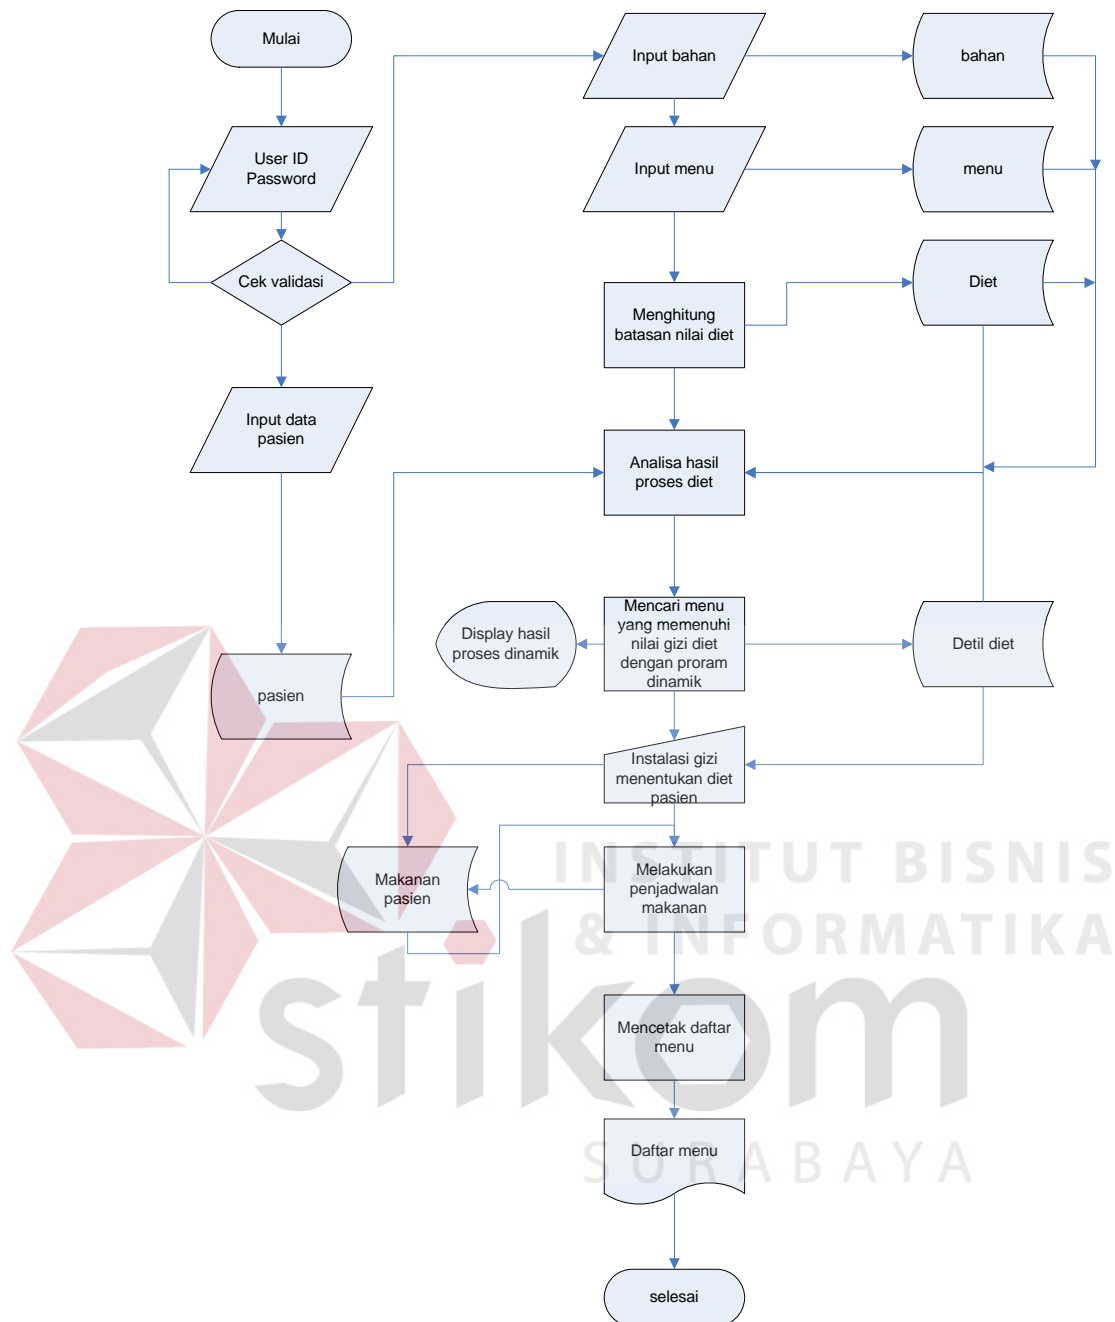 Mulai
User ID
Password
Cek validasi
Input data
pasien
pasien
Input bahan
bahan
Input menu
menu
Menghitung
batasan nilai diet
Diet
Analisa hasil
proses diet
Mencari menu
yang memenuhi
nilai gizi diet
dengan proram
dinamik
Display hasil
proses dinamik
Detil diet
Instalasi gizi
menentukan diet
pasien
Makanan
pasien
Melakukan
penjadwalan
makanan
Mencetak daftar
menu
Daftar menu
selesai
INSTITUT BISNIS
& INFORMATIKA
stikom
SURABAYA